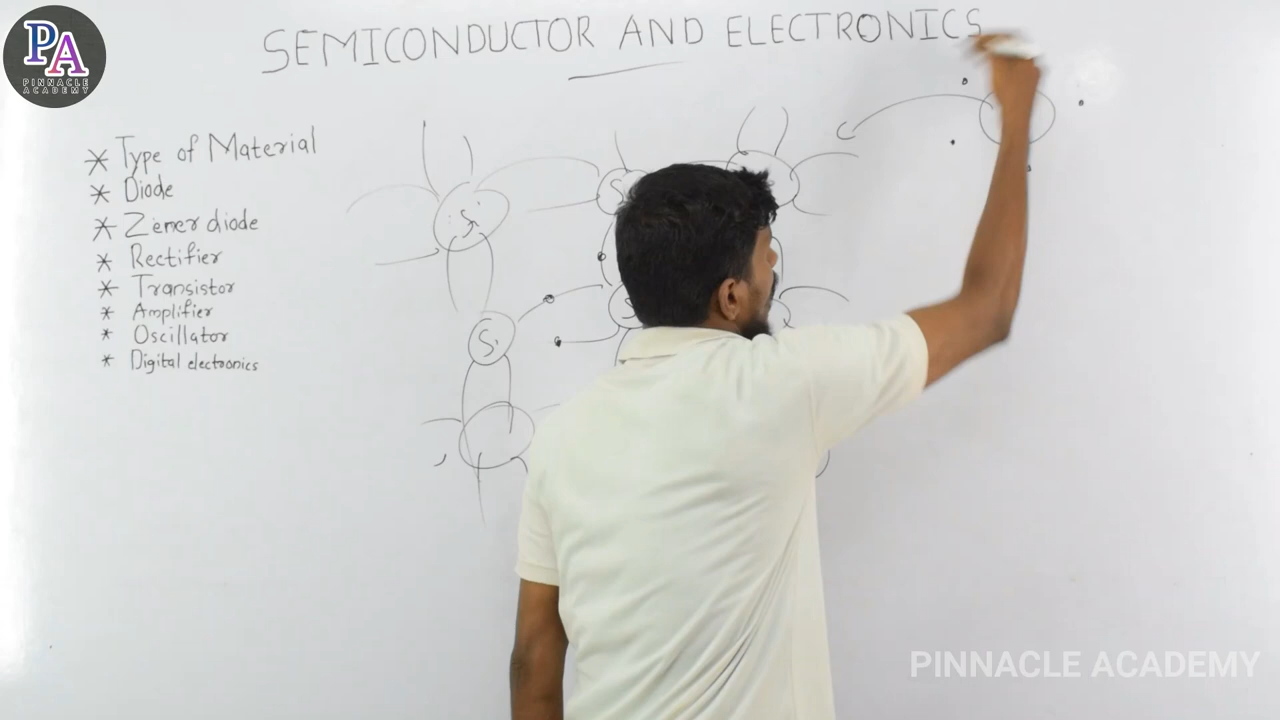 PA
PINNACLE
ACADEMY
SEMICONDUCTOR AND ELECTRONICS
* Type of Material
* Diode
* Zener diode
* Rectifier
* Transistor
* Amplifier
* Oscillator
* Digital electronics
Si
S
Si
PINNACLE ACADEMY